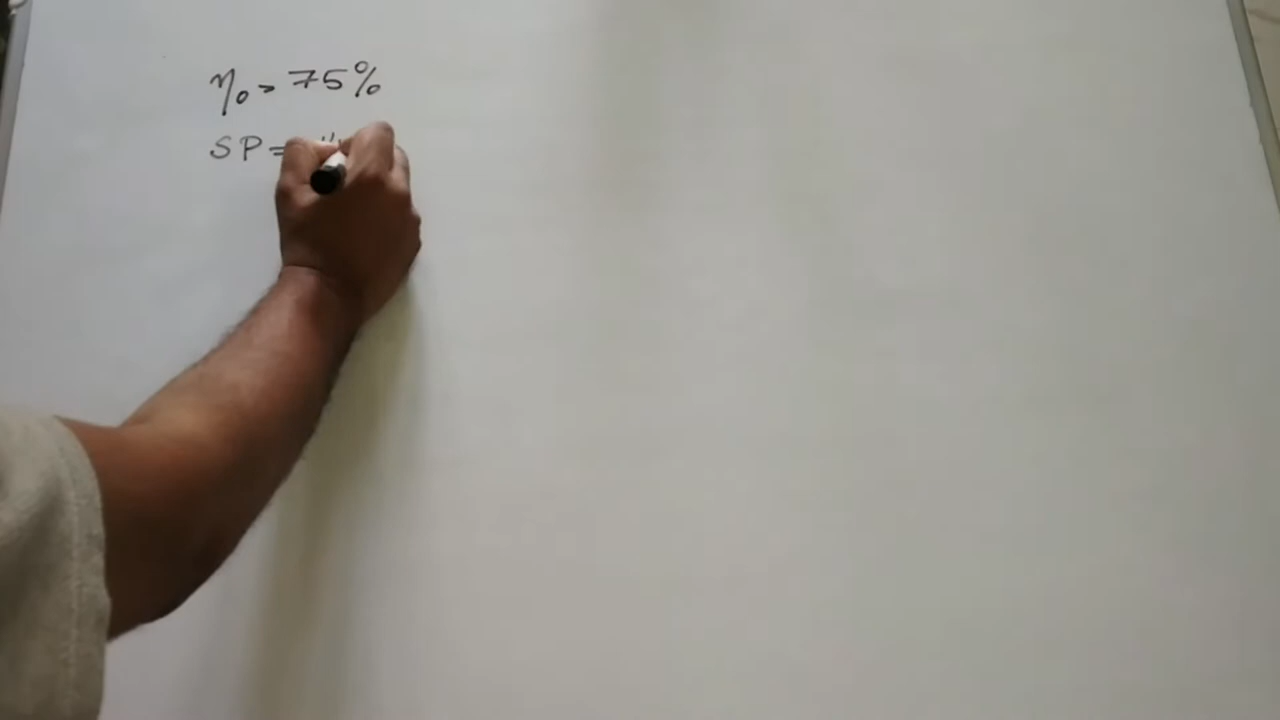 η₀ = 75%
SP =